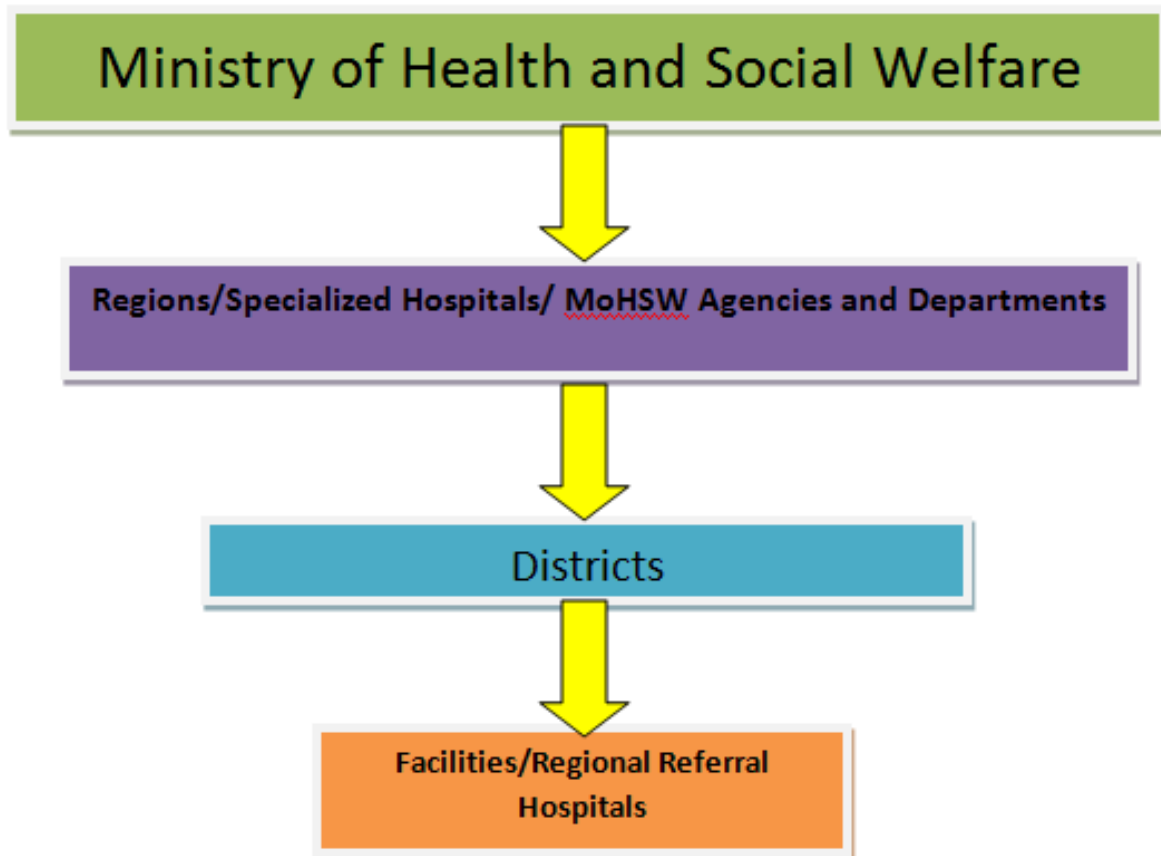 Ministry of Health and Social Welfare
Regions/Specialized Hospitals/ MoHSW Agencies and Departments
Districts
Facilities/Regional Referral
Hospitals